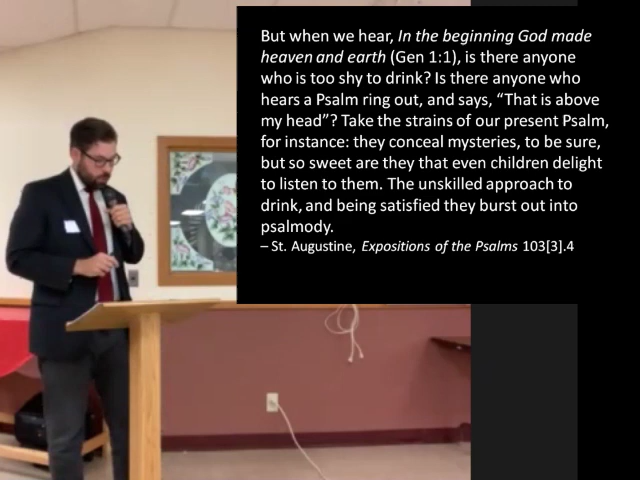 But when we hear, In the beginning God made
heaven and earth (Gen 1:1), is there anyone
who is too shy to drink? Is there anyone who
hears a Psalm ring out, and says, “That is above
my head”? Take the strains of our present Psalm,
for instance: they conceal mysteries, to be sure,
but so sweet are they that even children delight
to listen to them. The unskilled approach to
drink, and being satisfied they burst out into
psalmody.
– St. Augustine, Expositions of the Psalms 103[3].4